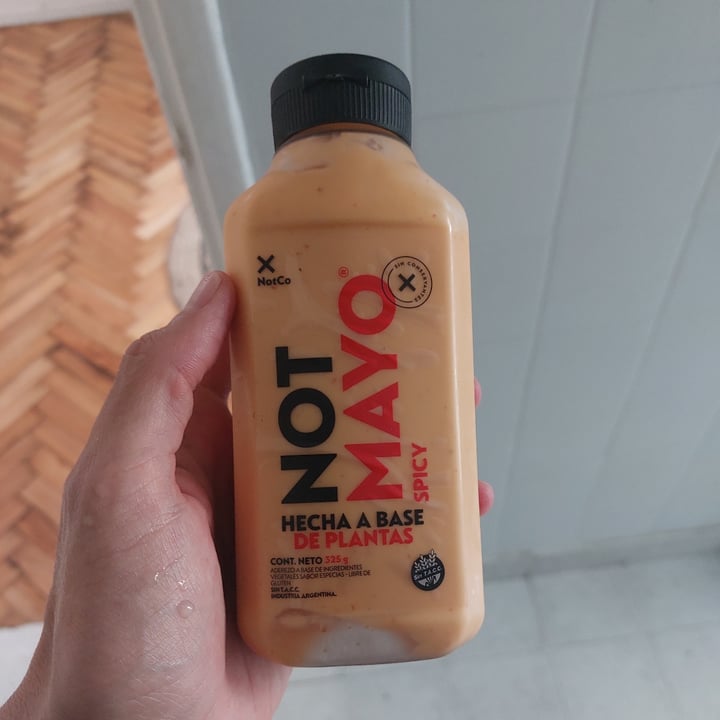 NotCo
SIN CONSERVANTES
NOT
MAYO®
SPICY
HECHA A BASE
DE PLANTAS
CONT. NETO 325 g
ADEREZO A BASE DE INGREDIENTES
VEGETALES SABOR ESPECIAS - LIBRE DE
GLUTEN
SIN T.A.C.C.
INDUSTRIA ARGENTINA.
Sin T.A.C.C.